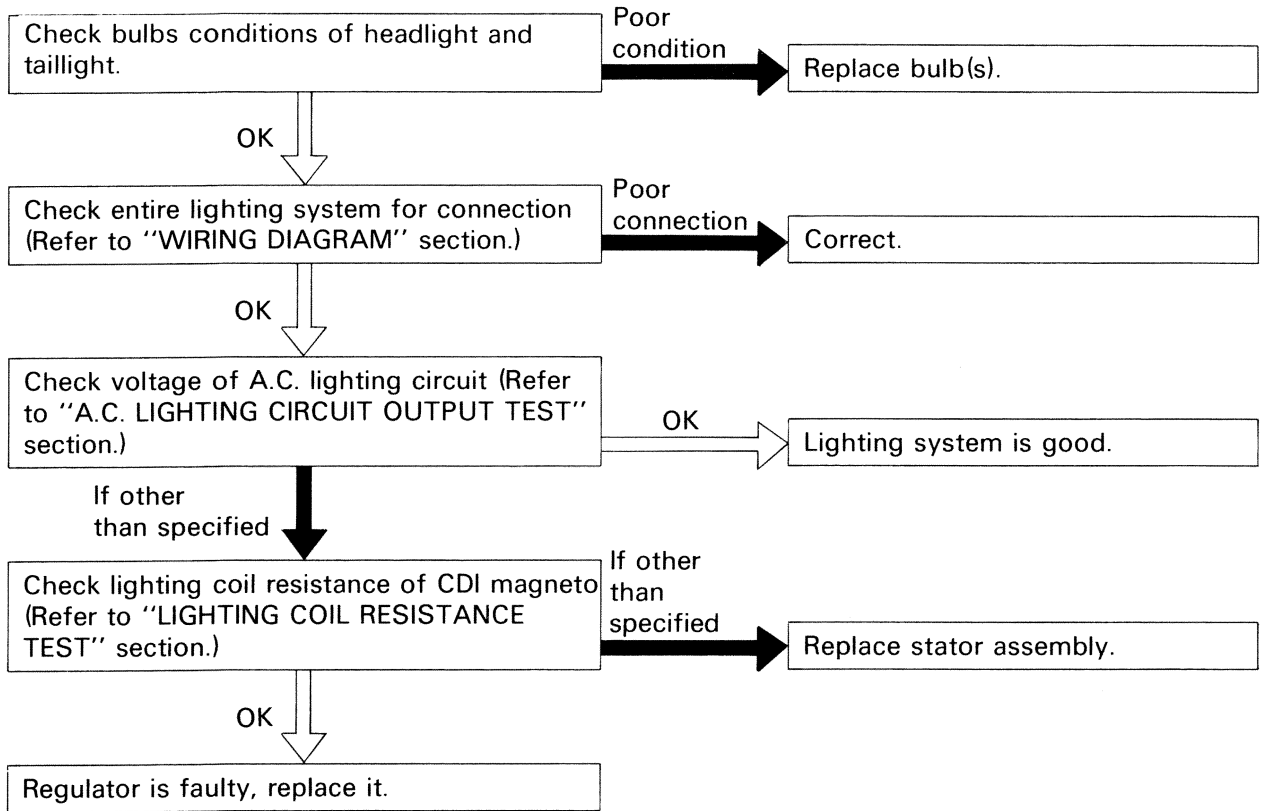 Check bulbs conditions of headlight and
taillight.
Poor
condition
Replace bulb(s).
OK
Check entire lighting system for connection
(Refer to "WIRING DIAGRAM" section.)
Poor
connection
Correct.
OK
Check voltage of A.C. lighting circuit (Refer
to "A.C. LIGHTING CIRCUIT OUTPUT TEST"
section.)
OK
Lighting system is good.
If other
than specified
Check lighting coil resistance of CDI magneto
(Refer to "LIGHTING COIL RESISTANCE
TEST" section.)
If other
than
specified
Replace stator assembly.
OK
Regulator is faulty, replace it.